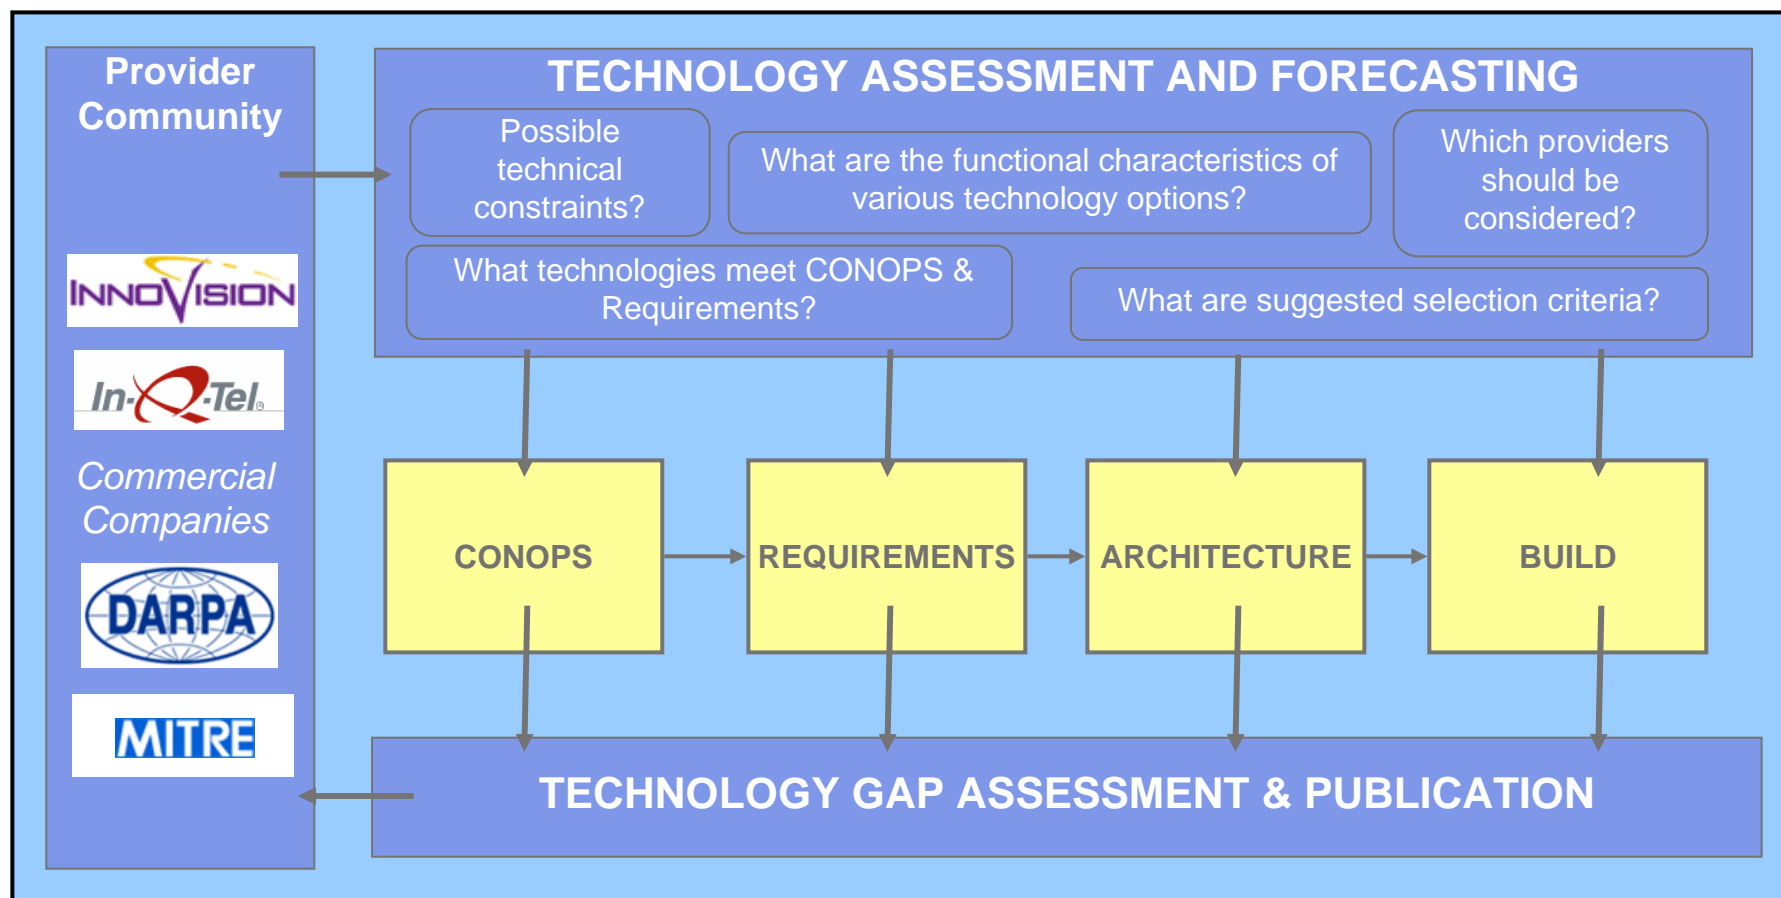 Provider
Community
INNOVISION
In-Q-Tel®
Commercial
Companies
DARPA
MITRE
TECHNOLOGY ASSESSMENT AND FORECASTING
Possible
technical
constraints?
What are the functional characteristics of
various technology options?
Which providers
should be
considered?
What technologies meet CONOPS &
Requirements?
What are suggested selection criteria?
CONOPS
REQUIREMENTS
ARCHITECTURE
BUILD
TECHNOLOGY GAP ASSESSMENT & PUBLICATION